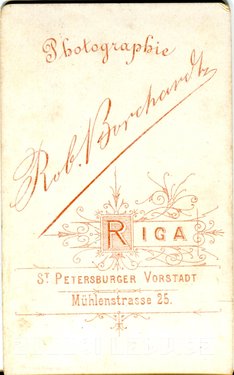 Photographie
Rob. Borchardt
RIGA
ST PETERSBURGER VORSTADT
Mühlenstrasse 25.